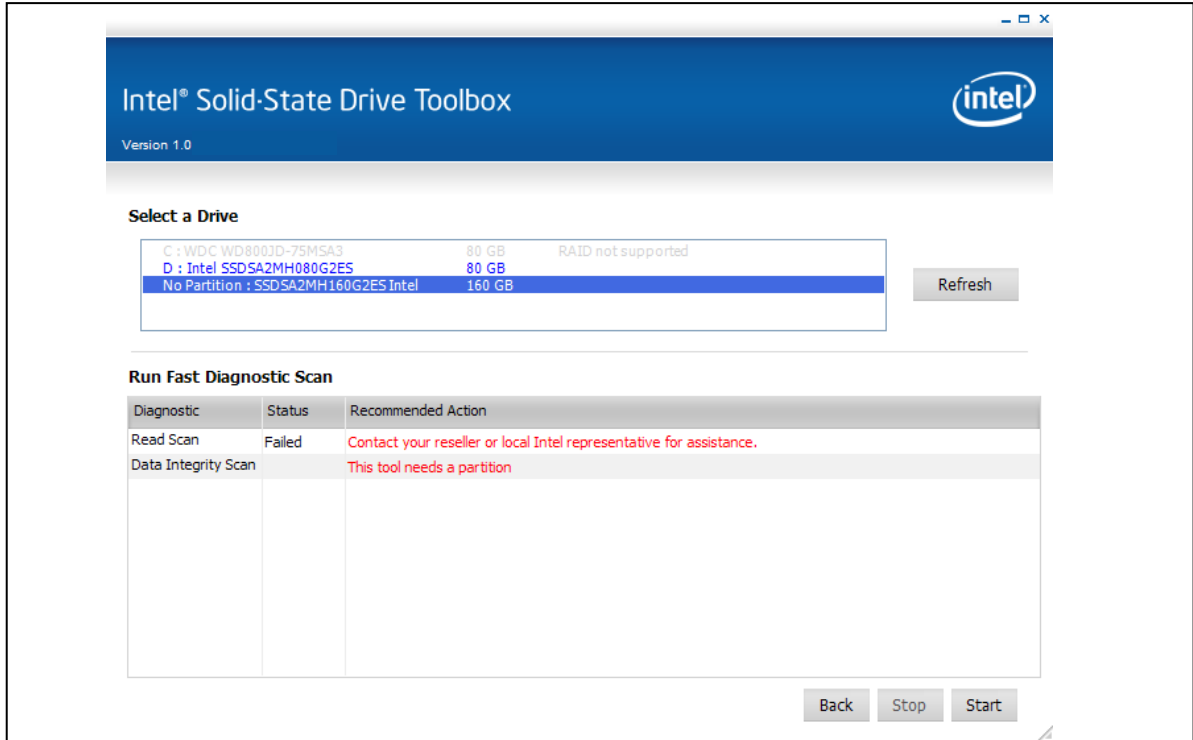 Intel® Solid-State Drive Toolbox
intel
Version 1.0
Select a Drive
C : WDC WD800JD-75MSA3 80 GB RAID not supported
D : Intel SSDSA2MH080G2ES 80 GB
No Partition : SSDSA2MH160G2ES Intel 160 GB
Refresh
Run Fast Diagnostic Scan
Diagnostic Status Recommended Action
Read Scan Failed Contact your reseller or local Intel representative for assistance.
Data Integrity Scan This tool needs a partition
Back Stop Start